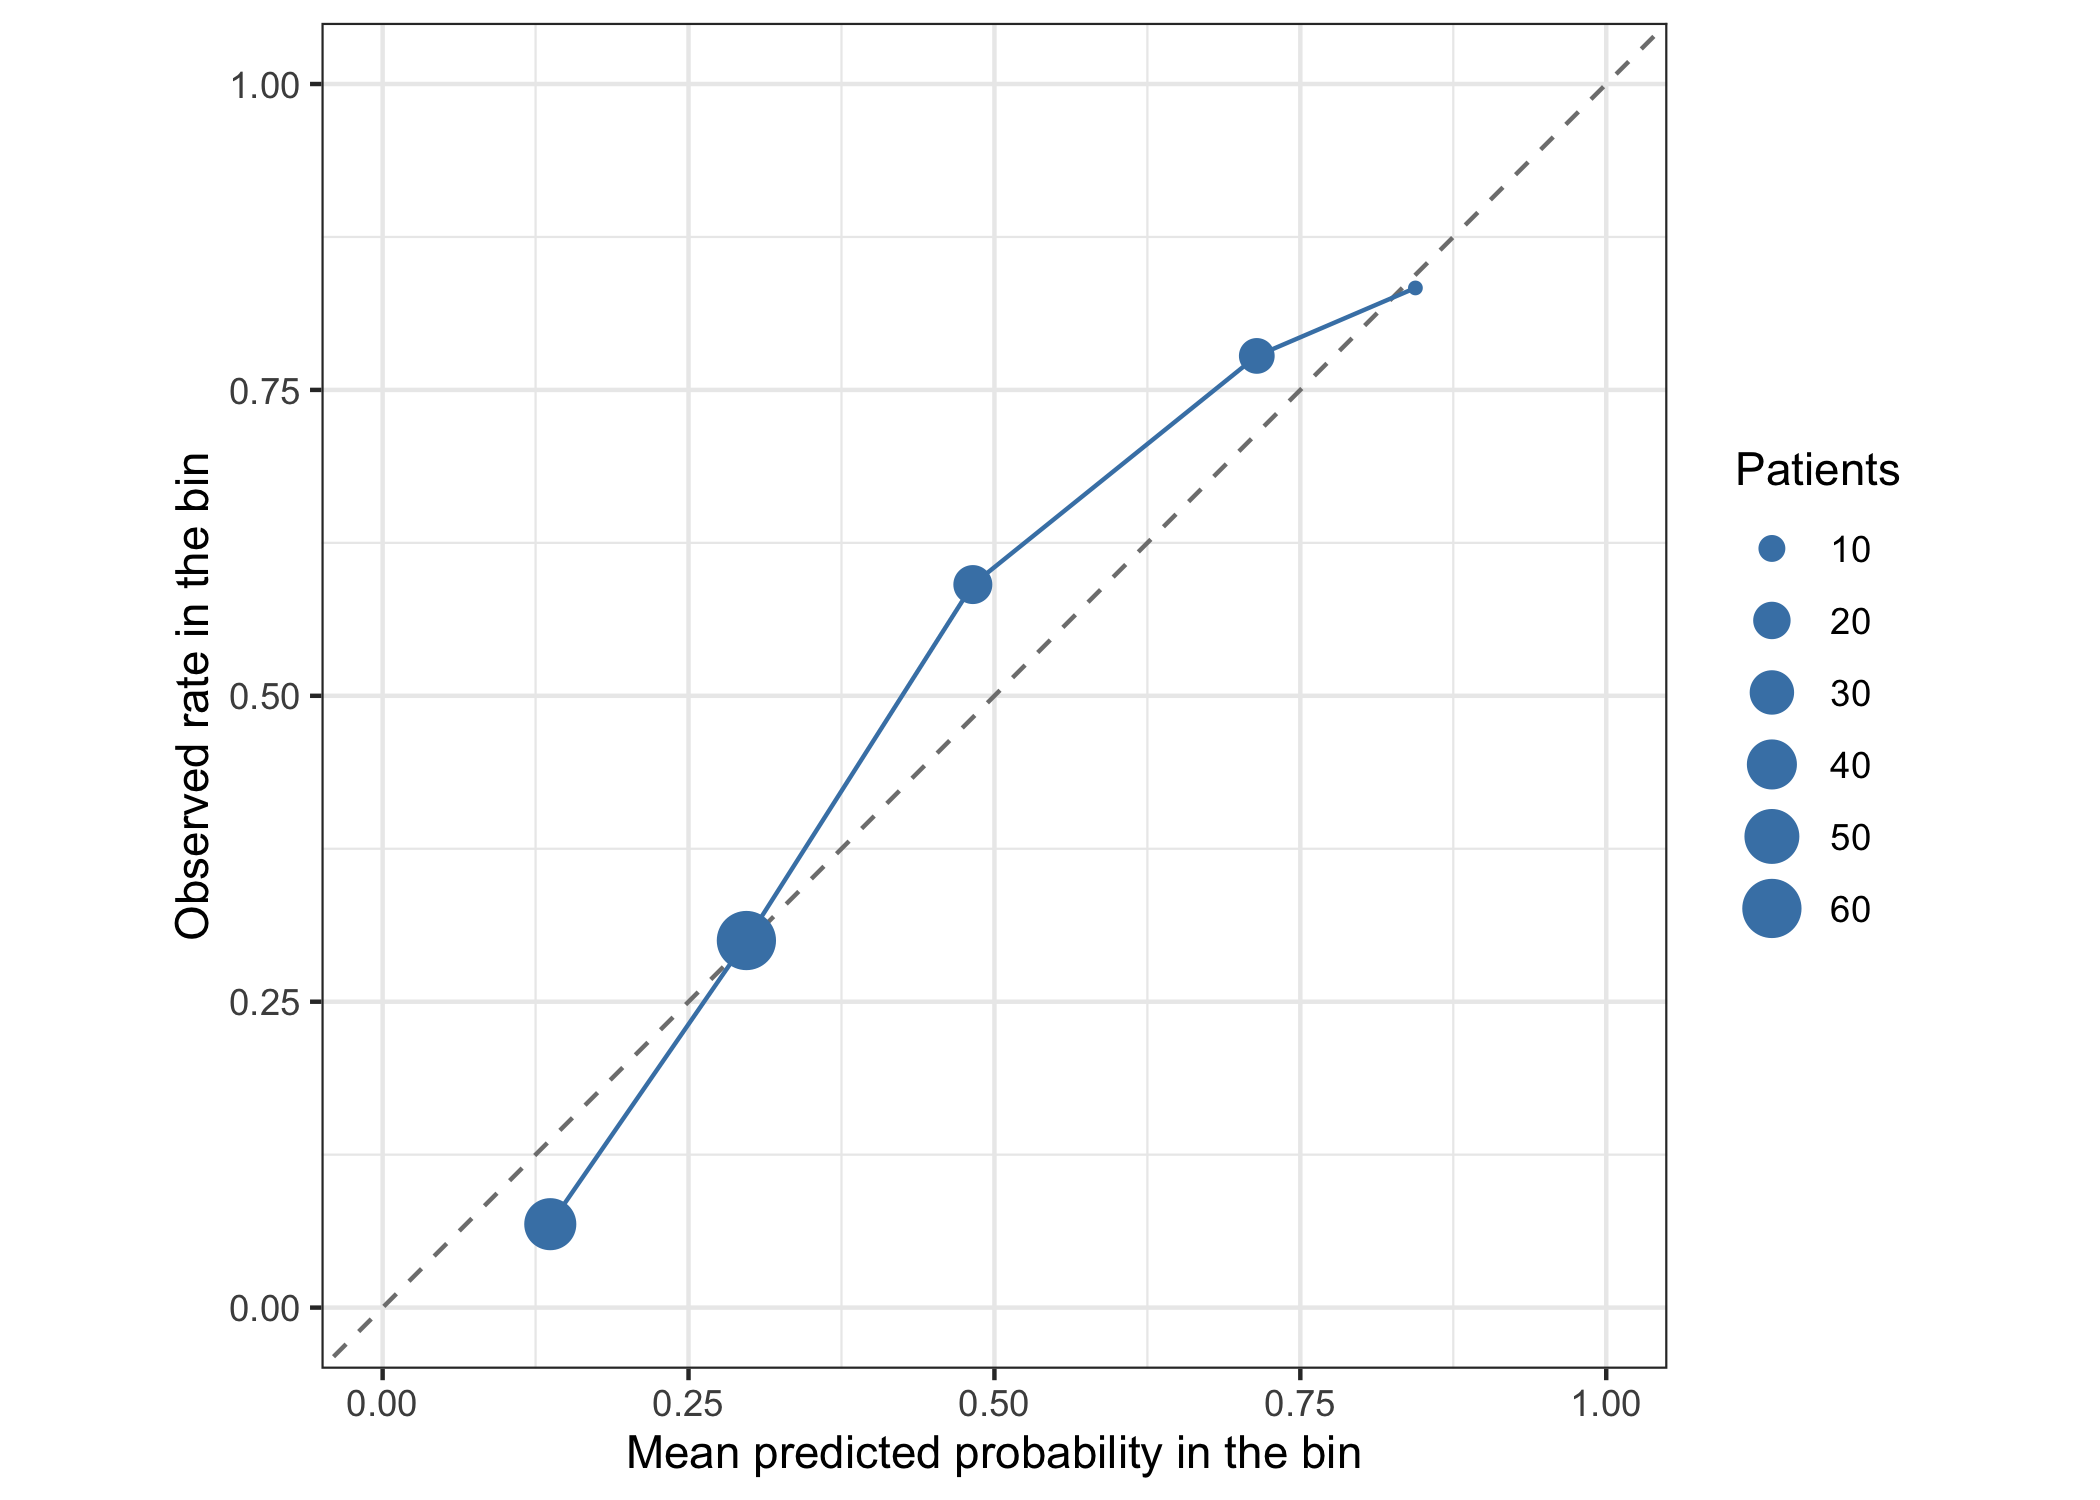 1.00
0.75
0.50
0.25
0.00
Observed rate in the bin
0.00 0.25 0.50 0.75 1.00
Mean predicted probability in the bin
Patients
10
20
30
40
50
60